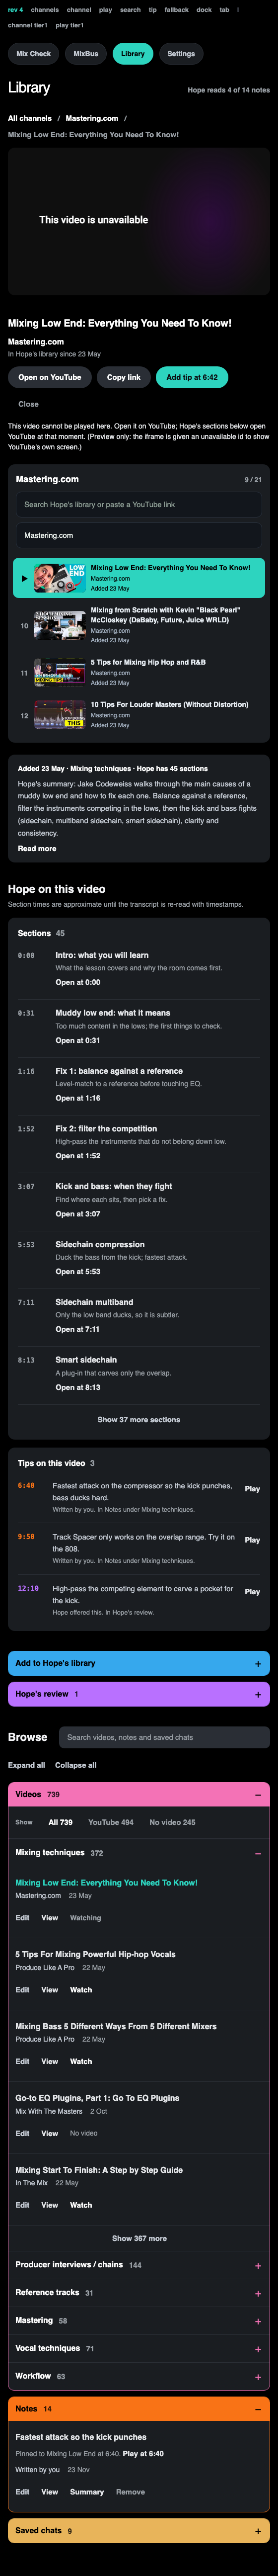 rev 4 channels channel play search tip fallback dock tab |
channel tier1 play tier1
Mix Check MixBus Library Settings
Library
Hope reads 4 of 14 notes
All channels / Mastering.com /
Mixing Low End: Everything You Need To Know!
This video is unavailable
Mixing Low End: Everything You Need To Know!
Mastering.com
In Hope's library since 23 May
Open on YouTube Copy link Add tip at 6:42
Close
This video cannot be played here. Open it on YouTube; Hope's sections below open
YouTube at that moment. (Preview only: the iframe is given an unavailable id to show
YouTube's own screen.)
Mastering.com 9 / 21
Search Hope's library or paste a YouTube link
Mastering.com
LOW
END
Mixing Low End: Everything You Need To Know!
Mastering.com
Added 23 May
10
Mixing from Scratch with Kevin "Black Pearl"
McCloskey (DaBaby, Future, Juice WRLD)
Mastering.com
Added 23 May
11
MIXING TIPS
5 Tips for Mixing Hip Hop and R&B
Mastering.com
Added 23 May
12
THIS
10 Tips For Louder Masters (Without Distortion)
Mastering.com
Added 23 May
Added 23 May · Mixing techniques · Hope has 45 sections
Hope's summary: Jake Codeweiss walks through the main causes of a
muddy low end and how to fix each one. Balance against a reference,
filter the instruments competing in the lows, then the kick and bass fights
(sidechain, multiband sidechain, smart sidechain), clarity and
consistency.
Read more
Hope on this video
Section times are approximate until the transcript is re-read with timestamps.
Sections 45
0:00 Intro: what you will learn
What the lesson covers and why the room comes first.
Open at 0:00
0:31 Muddy low end: what it means
Too much content in the lows; the first things to check.
Open at 0:31
1:16 Fix 1: balance against a reference
Level-match to a reference before touching EQ.
Open at 1:16
1:52 Fix 2: filter the competition
High-pass the instruments that do not belong down low.
Open at 1:52
3:07 Kick and bass: when they fight
Find where each sits, then pick a fix.
Open at 3:07
5:53 Sidechain compression
Duck the bass from the kick; fastest attack.
Open at 5:53
7:11 Sidechain multiband
Only the low band ducks, so it is subtler.
Open at 7:11
8:13 Smart sidechain
A plug-in that carves only the overlap.
Open at 8:13
Show 37 more sections
Tips on this video 3
6:40 Fastest attack on the compressor so the kick punches, Play
bass ducks hard.
Written by you. In Notes under Mixing techniques.
9:50 Track Spacer only works on the overlap range. Try it on Play
the 808.
Written by you. In Notes under Mixing techniques.
12:10 High-pass the competing element to carve a pocket for Play
the kick.
Hope offered this. In Hope's review.
Add to Hope's library +
Hope's review 1 +
Browse Search videos, notes and saved chats
Expand all Collapse all
Videos 739 −
Show All 739 YouTube 494 No video 245
Mixing techniques 372 −
Mixing Low End: Everything You Need To Know!
Mastering.com 23 May
Edit View Watching
5 Tips For Mixing Powerful Hip-hop Vocals
Produce Like A Pro 22 May
Edit View Watch
Mixing Bass 5 Different Ways From 5 Different Mixers
Produce Like A Pro 22 May
Edit View Watch
Go-to EQ Plugins, Part 1: Go To EQ Plugins
Mix With The Masters 2 Oct
Edit View No video
Mixing Start To Finish: A Step by Step Guide
In The Mix 22 May
Edit View Watch
Show 367 more
Producer interviews / chains 144 +
Reference tracks 31 +
Mastering 58 +
Vocal techniques 71 +
Workflow 63 +
Notes 14 −
Fastest attack so the kick punches
Pinned to Mixing Low End at 6:40. Play at 6:40
Written by you 23 Nov
Edit View Summary Remove
Saved chats 9 +